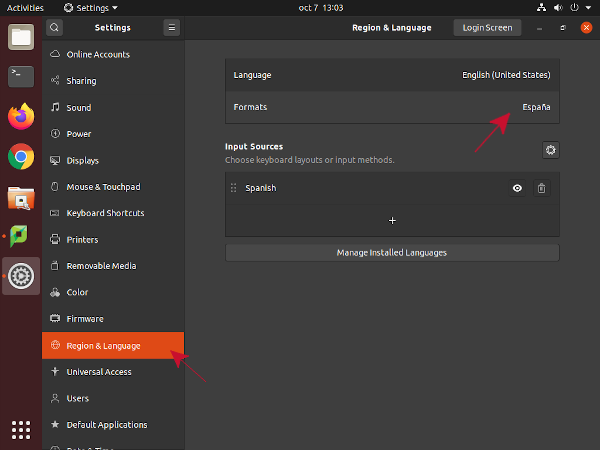 Activities
Settings
oct 7 13:03
Settings
Region & Language
Login Screen
Online Accounts
Sharing
Sound
Power
Displays
Mouse & Touchpad
Keyboard Shortcuts
Printers
Removable Media
Color
Firmware
Region & Language
Universal Access
Users
Default Applications
Date & Time
Language
English (United States)
Formats
España
Input Sources
Choose keyboard layouts or input methods.
Spanish
Manage Installed Languages